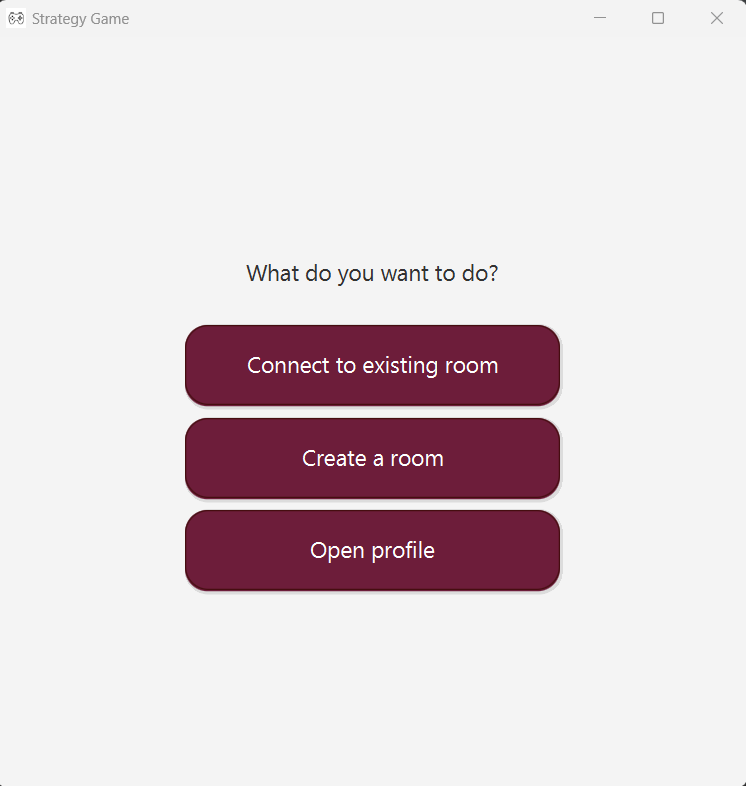 Strategy Game
What do you want to do?
Connect to existing room
Create a room
Open profile